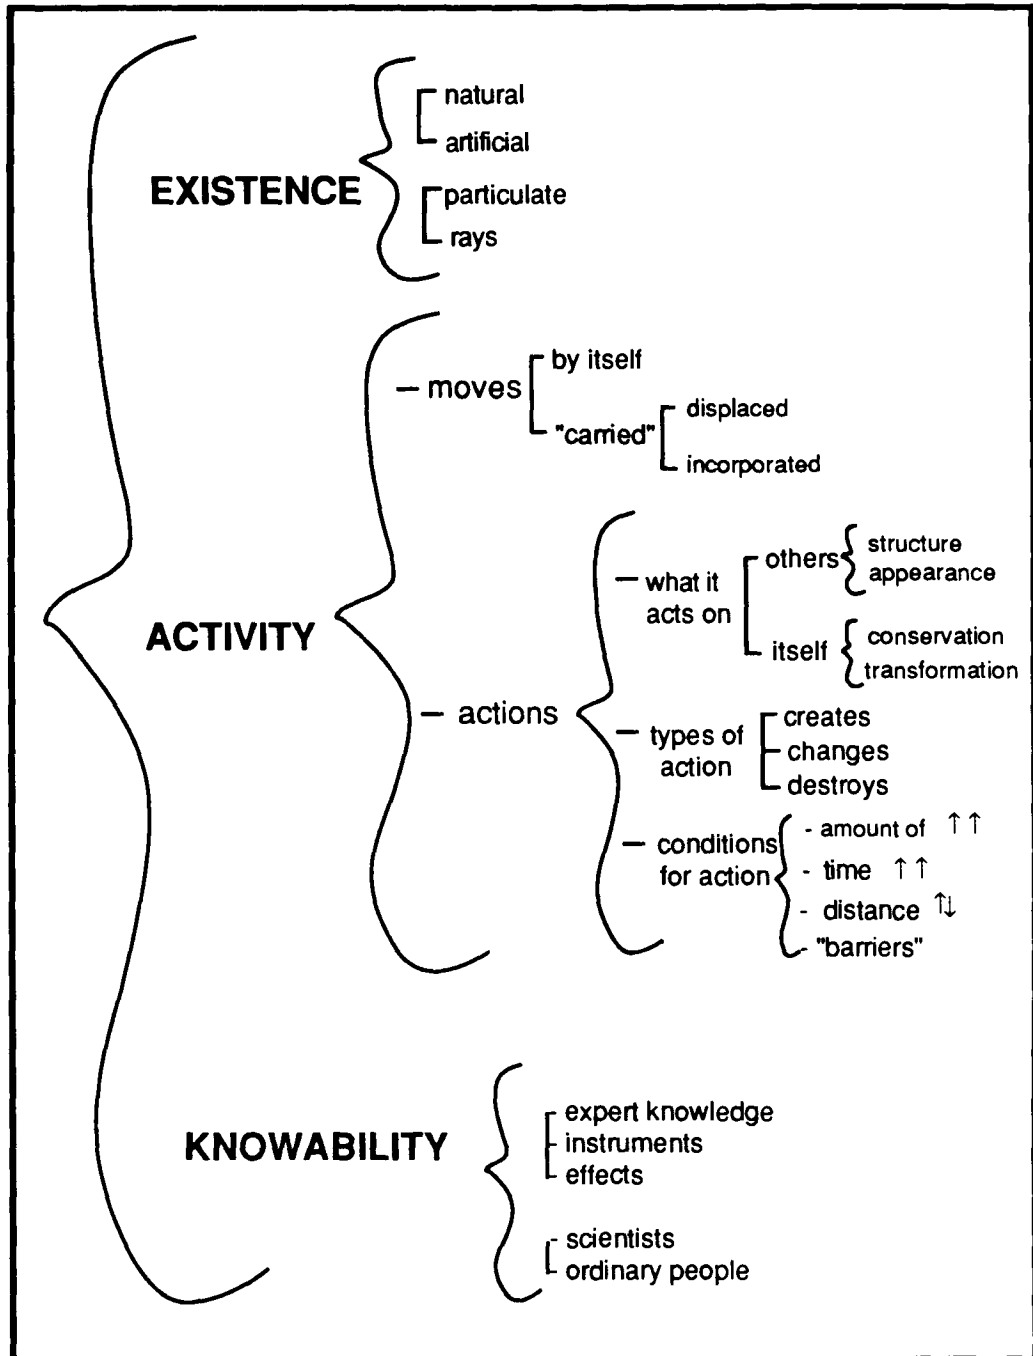 EXISTENCE
natural
artificial
particulate
rays
ACTIVITY
– moves
by itself
"carried"
displaced
incorporated
– actions
– what it
acts on
others
structure
appearance
itself
conservation
transformation
– types of
action
creates
changes
destroys
– conditions
for action
- amount of ↑↑
- time ↑↑
- distance ↑↓
- "barriers"
KNOWABILITY
expert knowledge
instruments
effects
scientists
ordinary people